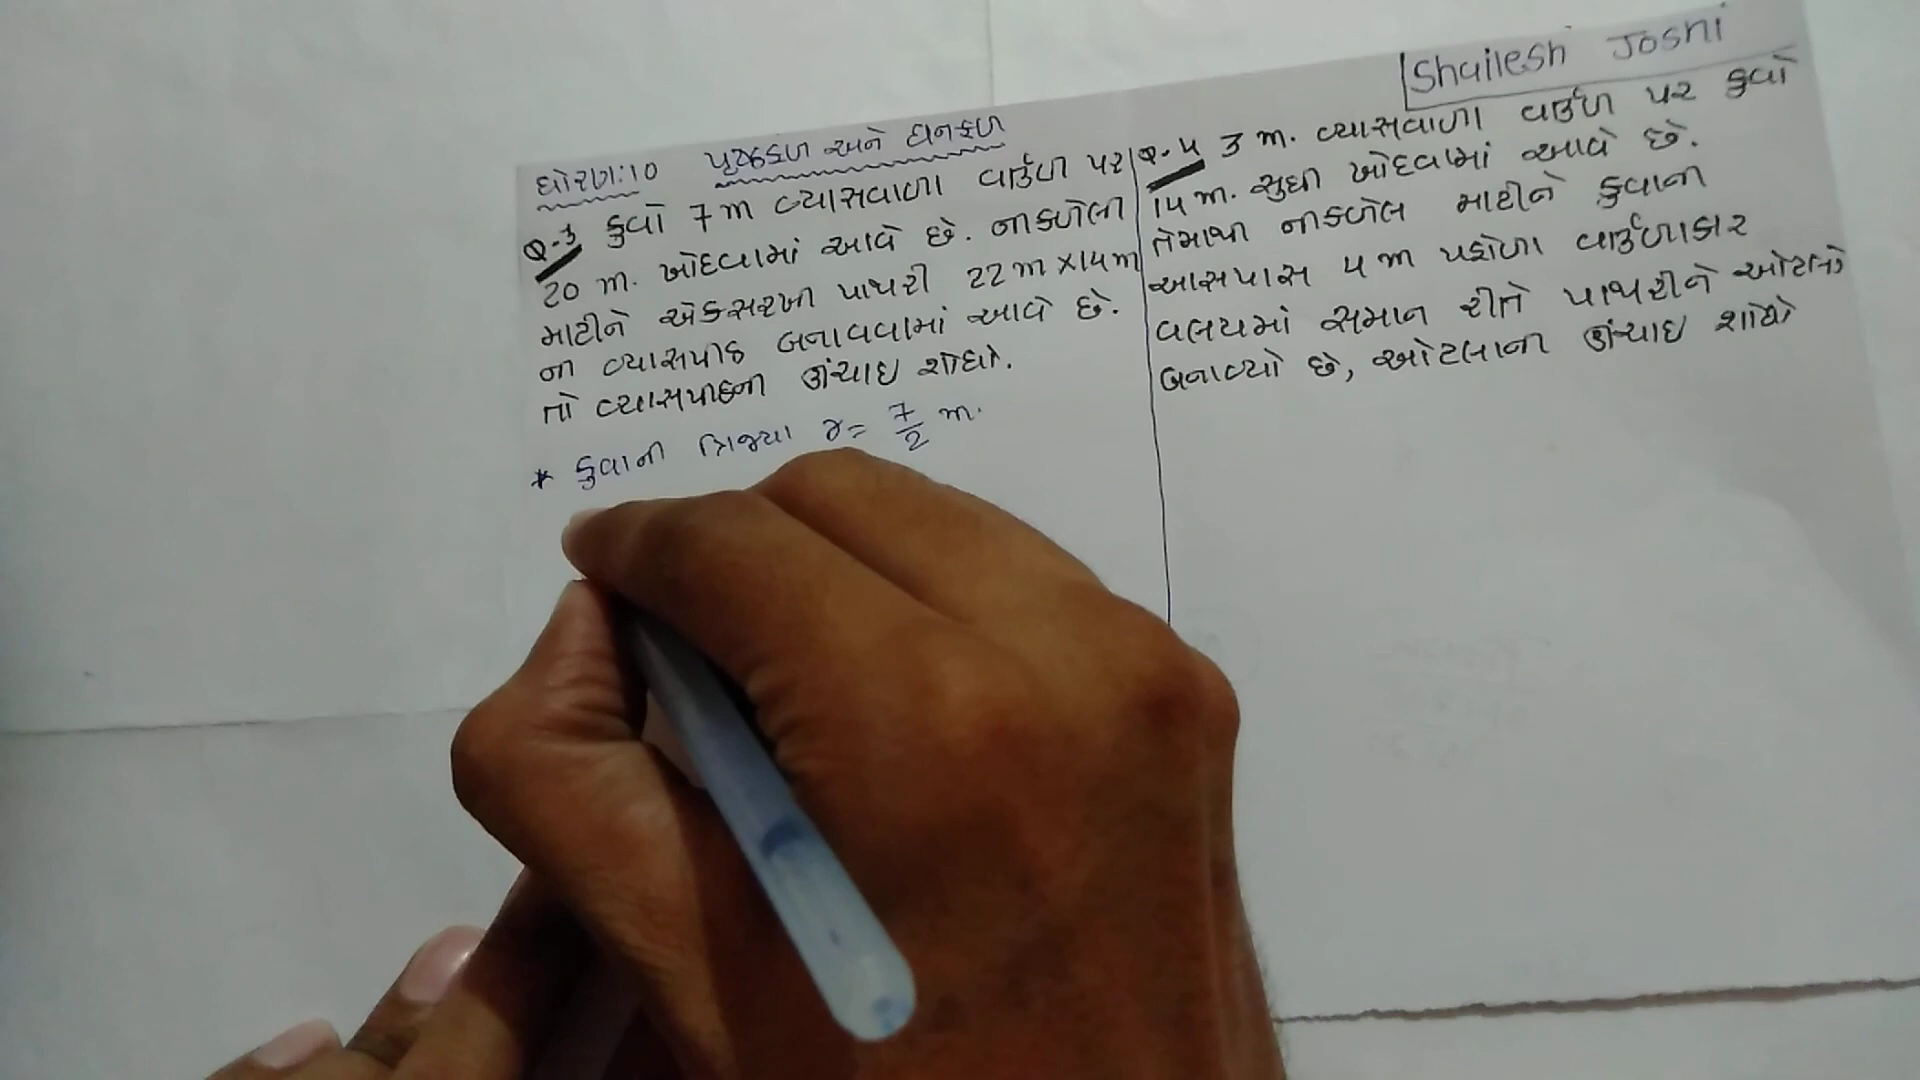 Shailesh Joshi
ધોરણ:10 પૃષ્ઠફળ અને ઘનફળ
Q-3 કુવો 7 m વ્યાસવાળા વર્તુળ પર
20 m. ખોદવામાં આવે છે. નીકળેલી
માટીને એકસરખી પાથરી 22 m × 14 m
ની વ્યાસપીઠ બનાવવામાં આવે છે.
તો વ્યાસપીઠની ઊંચાઇ શોધો.
* કુવાની ત્રિજ્યા r = 7/2 m.
Q-4 3 m. વ્યાસવાળા વર્તુળ પર કુવો
14 m. સુધી ખોદવામાં આવે છે.
તેમાથી નીકળેલ માટીને કુવાની
આસપાસ 4 m પહોળા વર્તુળાકાર
વલયમાં સમાન રીતે પાથરીને ઓટલો
બનાવ્યો છે, ઓટલાની ઊંચાઇ શોધો